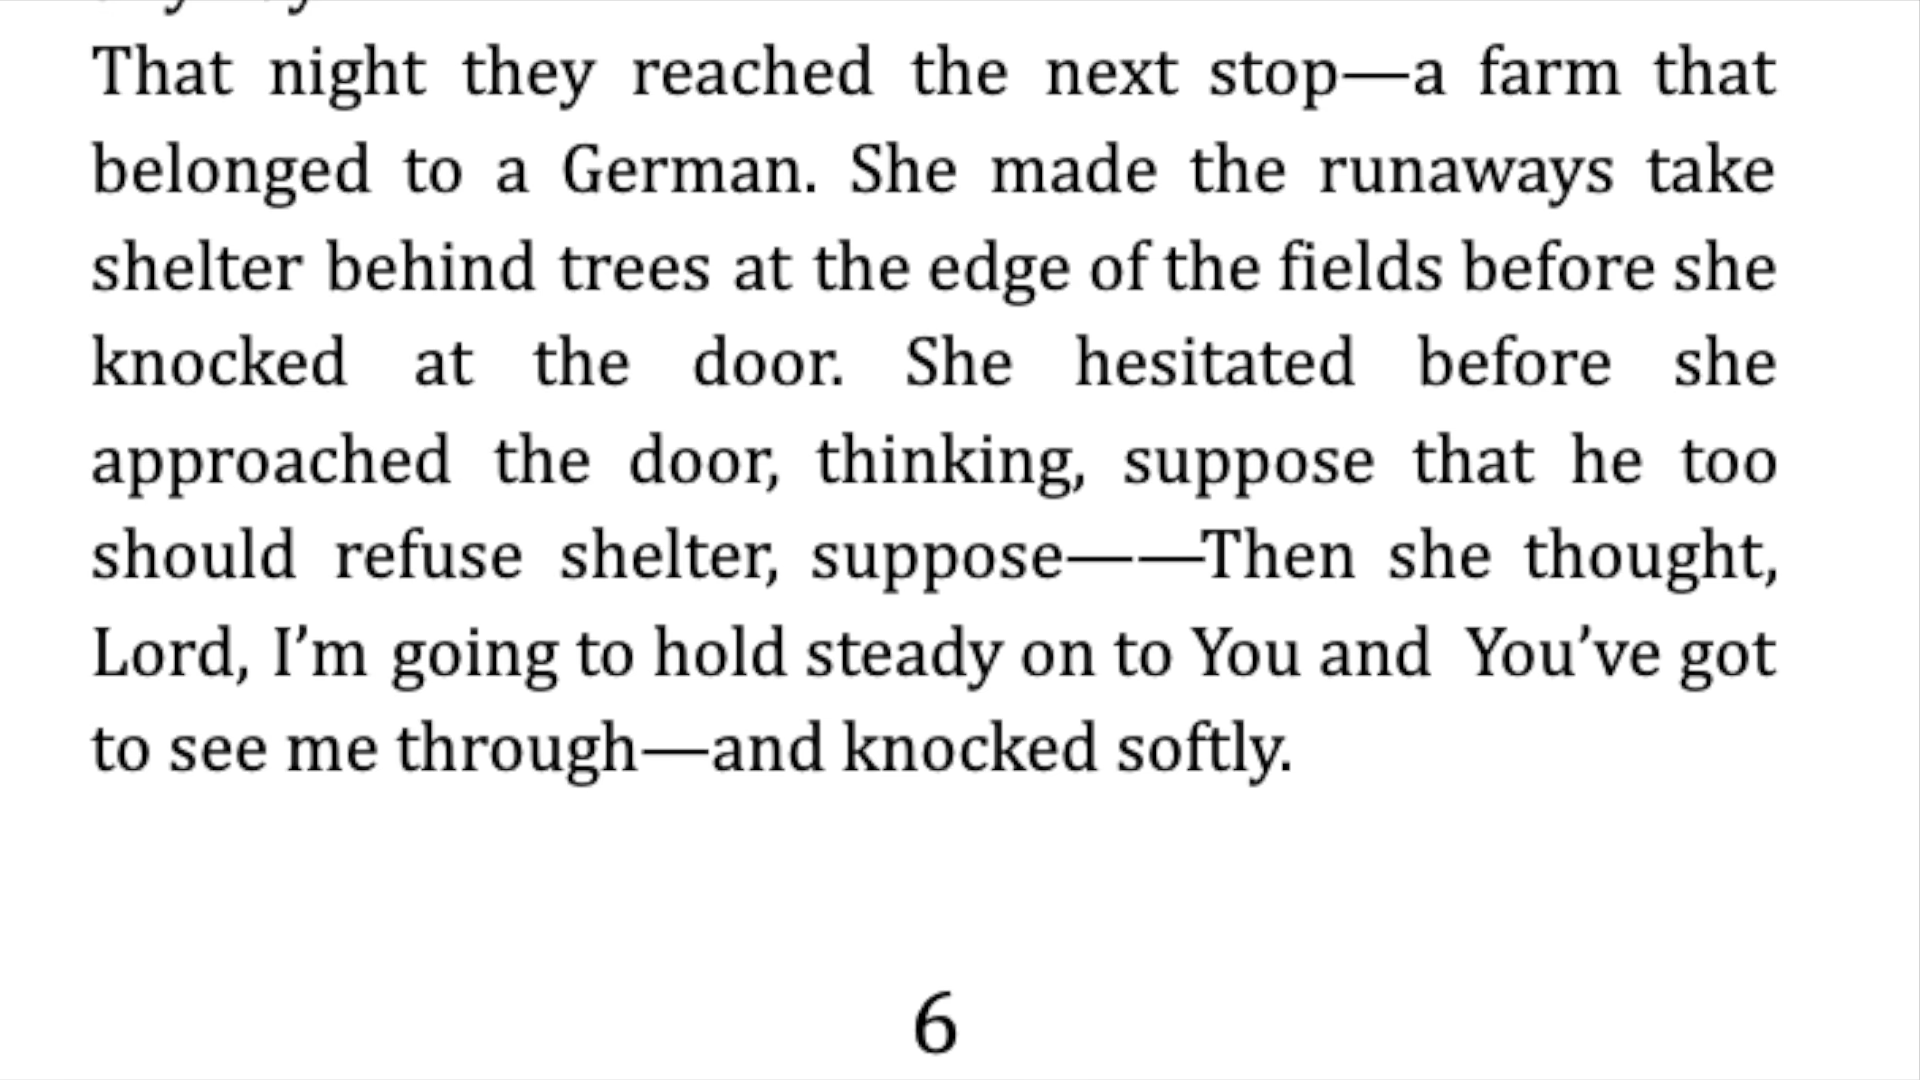 That night they reached the next stop—a farm that
belonged to a German. She made the runaways take
shelter behind trees at the edge of the fields before she
knocked at the door. She hesitated before she
approached the door, thinking, suppose that he too
should refuse shelter, suppose——Then she thought,
Lord, I’m going to hold steady on to You and You’ve got
to see me through—and knocked softly.
6